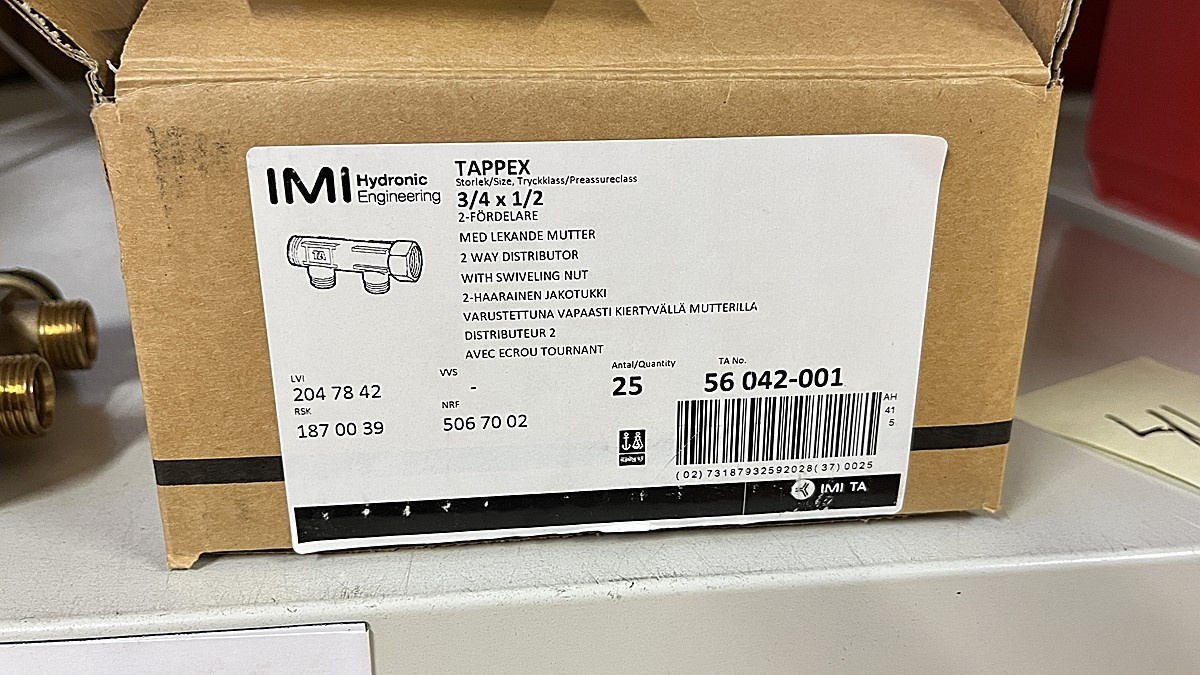 IMI Hydronic
Engineering
TAPPEX
Storlek/Size, Tryckklass/Preassureclass
3/4 x 1/2
2-FÖRDELARE
MED LEKANDE MUTTER
2 WAY DISTRIBUTOR
WITH SWIVELING NUT
2-HAARAINEN JAKOTUKKI
VARUSTETTUNA VAPAASTI KIERTYVÄLLÄ MUTTERILLA
DISTRIBUTEUR 2
AVEC ECROU TOURNANT
TA
LVI
204 78 42
RSK
187 00 39
VVS
-
NRF
506 70 02
Antal/Quantity
25
TA No.
56 042-001
AH
41
5
(02)73187932592028(37)0025
IMI TA